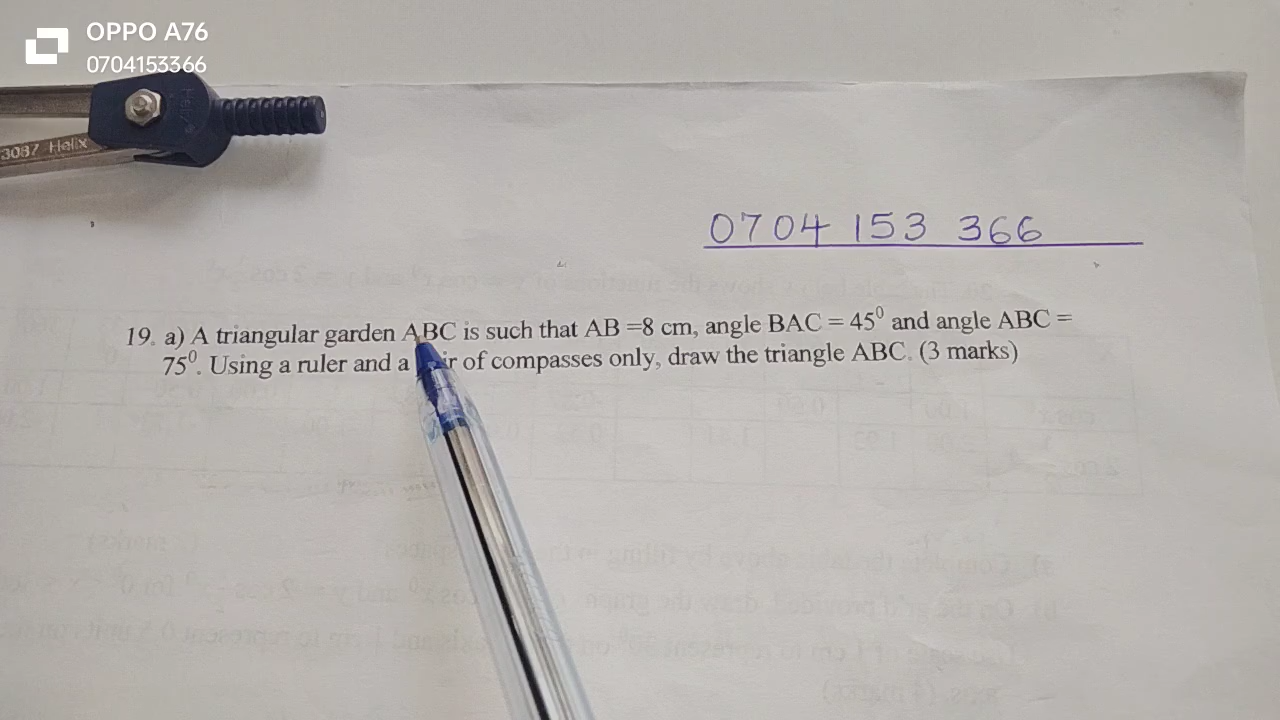 OPPO A76
0704153366
3087 Helix
0704 153 366
19. a) A triangular garden ABC is such that AB =8 cm, angle BAC = 45⁰ and angle ABC =
75⁰. Using a ruler and a of compasses only, draw the triangle ABC. (3 marks)